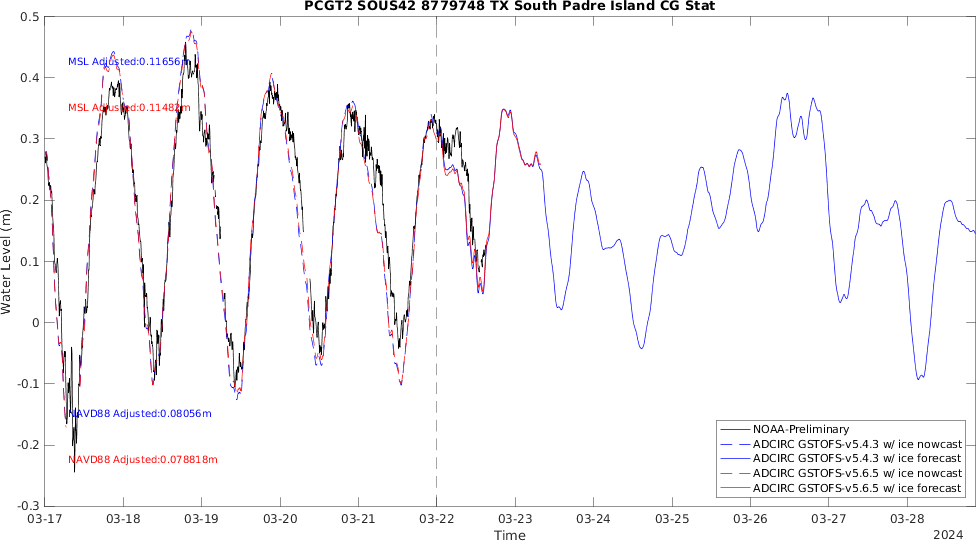 PCGT2 SOUS42 8779748 TX South Padre Island CG Stat
0.5
0.4
0.3
0.2
0.1
0
-0.1
-0.2
-0.3
Water Level (m)
MSL Adjusted:0.11656m
MSL Adjusted:0.11482m
NAVD88 Adjusted:0.08056m
NAVD88 Adjusted:0.078818m
NOAA-Preliminary
ADCIRC GSTOFS-v5.4.3 w/ ice nowcast
ADCIRC GSTOFS-v5.4.3 w/ ice forecast
ADCIRC GSTOFS-v5.6.5 w/ ice nowcast
ADCIRC GSTOFS-v5.6.5 w/ ice forecast
03-17 03-18 03-19 03-20 03-21 03-22 03-23 03-24 03-25 03-26 03-27 03-28
Time
2024